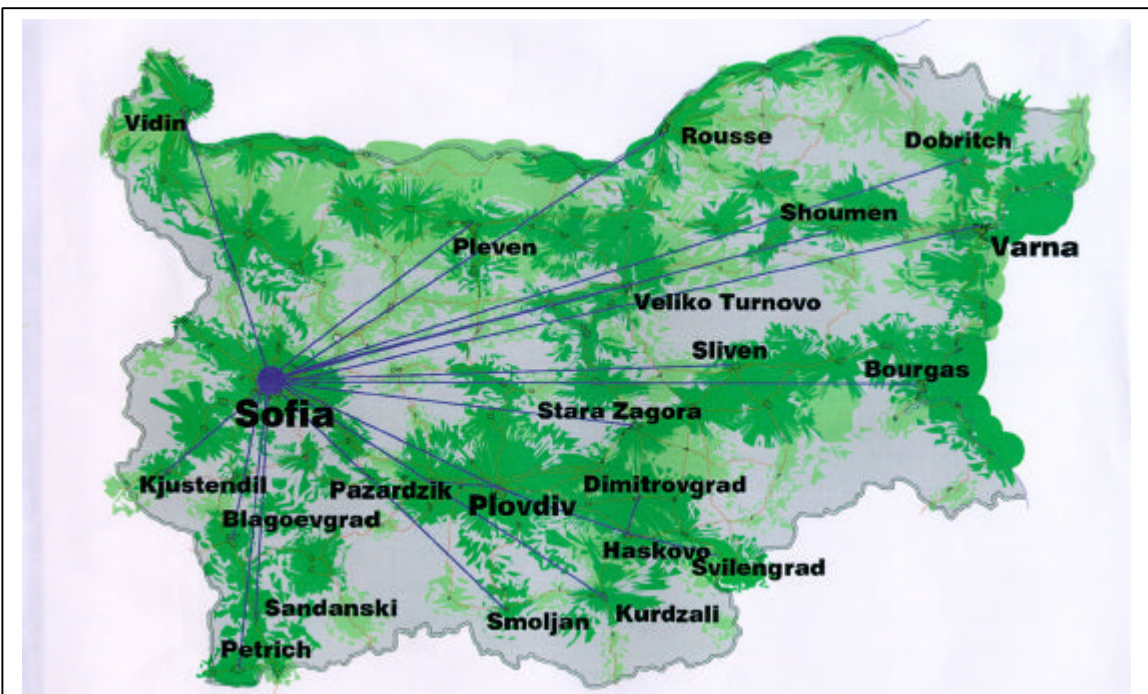 Vidin
Rousse
Dobritch
Shoumen
Pleven
Varna
Veliko Turnovo
Sliven
Bourgas
Sofia
Stara Zagora
Kjustendil
Pazardzik
Plovdiv
Dimitrovgrad
Blagoevgrad
Haskovo
Svilengrad
Sandanski
Smoljan
Kurdzali
Petrich